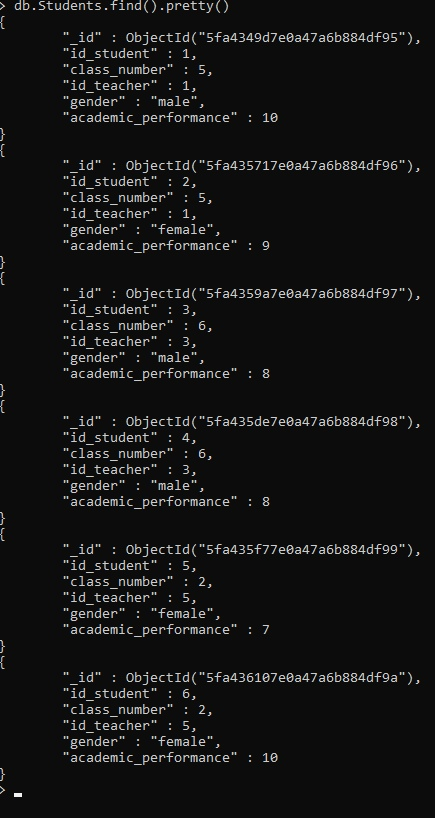 > db.Students.find().pretty()
{
"_id" : ObjectId("5fa4349d7e0a47a6b884df95"),
"id_student" : 1,
"class_number" : 5,
"id_teacher" : 1,
"gender" : "male",
"academic_performance" : 10
}
{
"_id" : ObjectId("5fa435717e0a47a6b884df96"),
"id_student" : 2,
"class_number" : 5,
"id_teacher" : 1,
"gender" : "female",
"academic_performance" : 9
}
{
"_id" : ObjectId("5fa4359a7e0a47a6b884df97"),
"id_student" : 3,
"class_number" : 6,
"id_teacher" : 3,
"gender" : "male",
"academic_performance" : 8
}
{
"_id" : ObjectId("5fa435de7e0a47a6b884df98"),
"id_student" : 4,
"class_number" : 6,
"id_teacher" : 3,
"gender" : "male",
"academic_performance" : 8
}
{
"_id" : ObjectId("5fa435f77e0a47a6b884df99"),
"id_student" : 5,
"class_number" : 2,
"id_teacher" : 5,
"gender" : "female",
"academic_performance" : 7
}
{
"_id" : ObjectId("5fa436107e0a47a6b884df9a"),
"id_student" : 6,
"class_number" : 2,
"id_teacher" : 5,
"gender" : "female",
"academic_performance" : 10
}
>